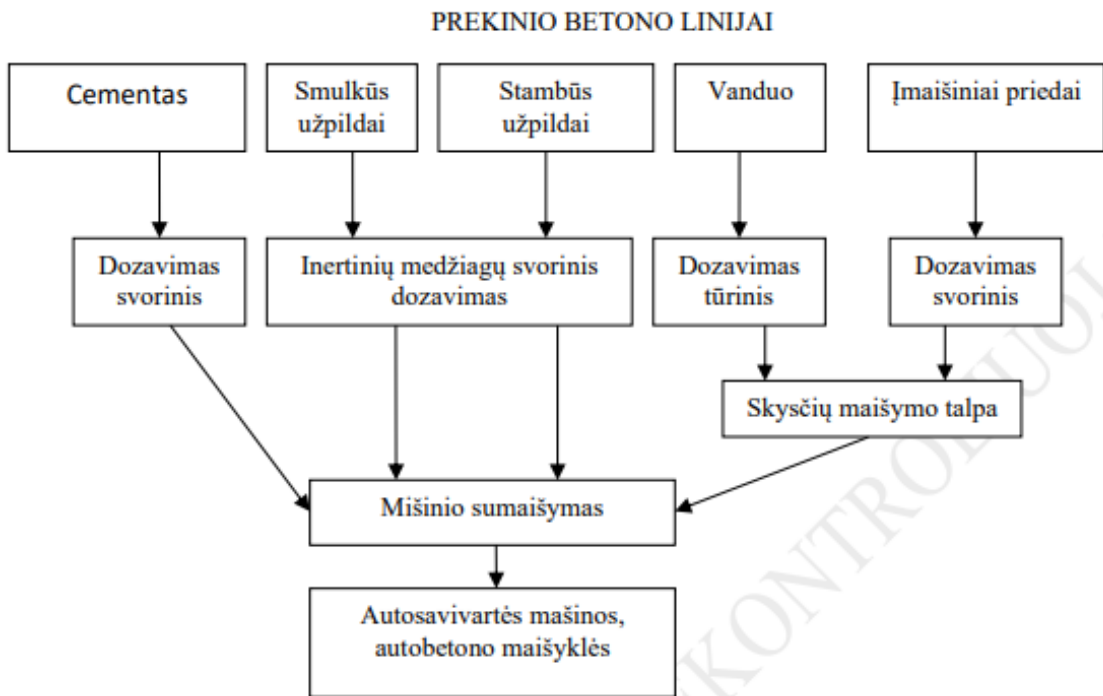 PREKINIO BETONO LINIJAI
Cementas
Smulkūs
užpildai
Stambūs
užpildai
Vanduo
Įmaišiniai priedai
Dozavimas
svorinis
Inertinių medžiagų svorinis
dozavimas
Dozavimas
tūrinis
Dozavimas
svorinis
Skysčių maišymo talpa
Mišinio sumaišymas
Autosavivartės mašinos,
autobetono maišyklės